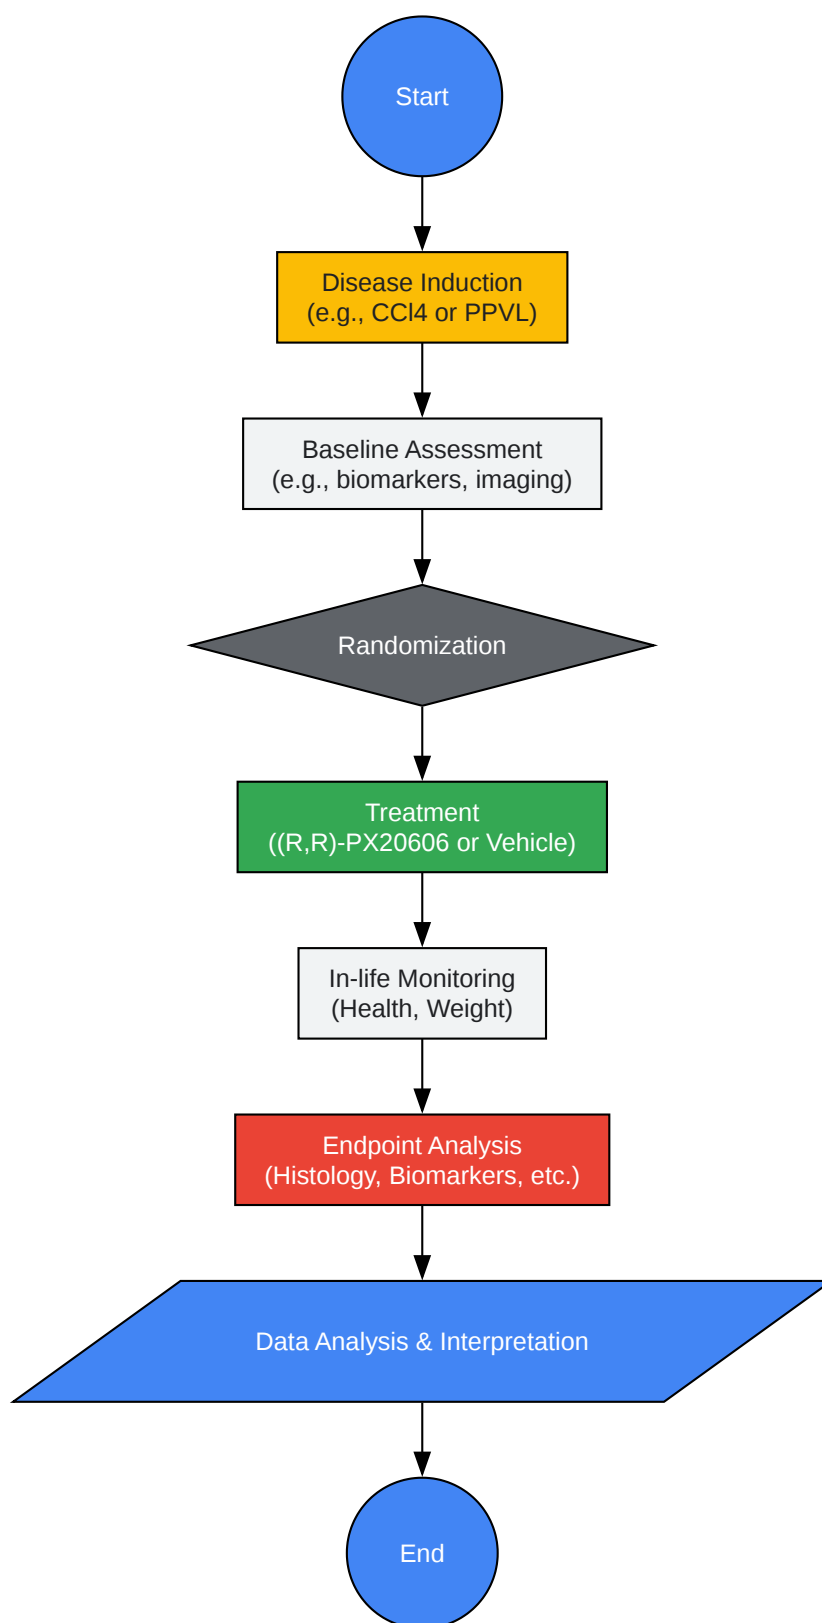 Start
Disease Induction
(e.g., CCl4 or PPVL)
Baseline Assessment
(e.g., biomarkers, imaging)
Randomization
Treatment
((R,R)-PX20606 or Vehicle)
In-life Monitoring
(Health, Weight)
Endpoint Analysis
(Histology, Biomarkers, etc.)
Data Analysis & Interpretation
End